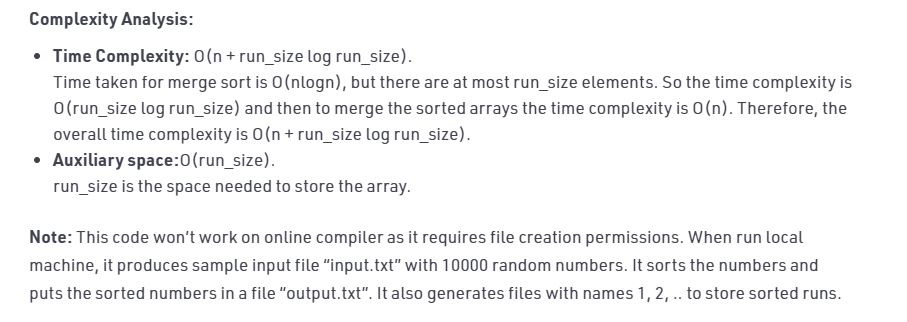 Complexity Analysis:
• Time Complexity: O(n + run_size log run_size).
Time taken for merge sort is O(nlogn), but there are at most run_size elements. So the time complexity is
O(run_size log run_size) and then to merge the sorted arrays the time complexity is O(n). Therefore, the
overall time complexity is O(n + run_size log run_size).
• Auxiliary space:O(run_size).
run_size is the space needed to store the array.
Note: This code won't work on online compiler as it requires file creation permissions. When run local
machine, it produces sample input file “input.txt” with 10000 random numbers. It sorts the numbers and
puts the sorted numbers in a file “output.txt”. It also generates files with names 1, 2, .. to store sorted runs.